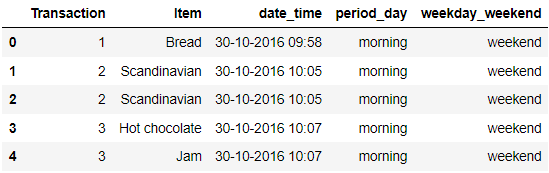 Transaction Item date_time period_day weekday_weekend
0 1 Bread 30-10-2016 09:58 morning weekend
1 2 Scandinavian 30-10-2016 10:05 morning weekend
2 2 Scandinavian 30-10-2016 10:05 morning weekend
3 3 Hot chocolate 30-10-2016 10:07 morning weekend
4 3 Jam 30-10-2016 10:07 morning weekend